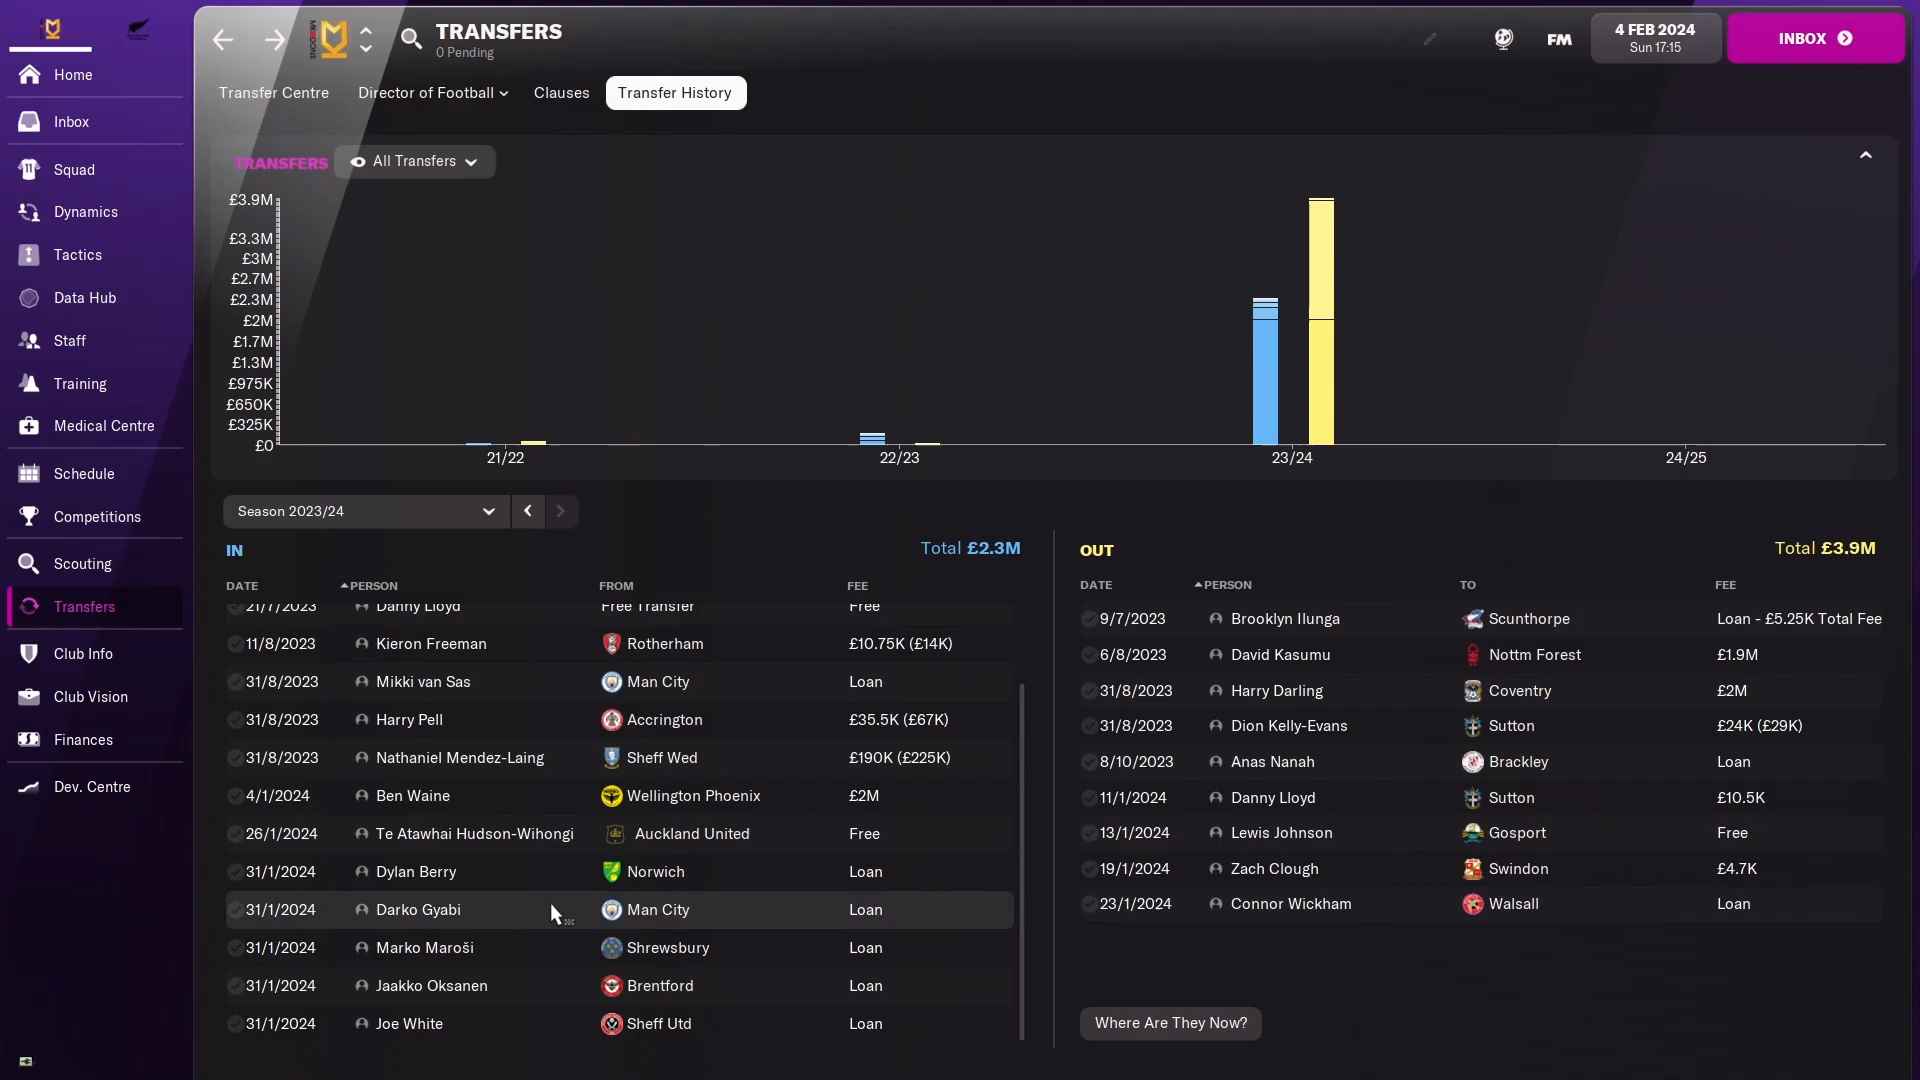 TRANSFERS
0 Pending
FM
4 FEB 2024
Sun 17:15
INBOX
Home
Inbox
Squad
Dynamics
Tactics
Data Hub
Staff
Training
Medical Centre
Schedule
Competitions
Scouting
Transfers
Club Info
Club Vision
Finances
Dev. Centre
Transfer Centre
Director of Football
Clauses
Transfer History
TRANSFERS
All Transfers
£3.9M
£3.3M
£3M
£2.7M
£2.3M
£2M
£1.7M
£1.3M
£975K
£650K
£325K
£0
21/22 22/23 23/24 24/25
Season 2023/24
IN Total £2.3M
DATE PERSON FROM FEE
21/7/2023 Danny Lloyd Free Transfer Free
11/8/2023 Kieron Freeman Rotherham £10.75K (£14K)
31/8/2023 Mikki van Sas Man City Loan
31/8/2023 Harry Pell Accrington £35.5K (£67K)
31/8/2023 Nathaniel Mendez-Laing Sheff Wed £190K (£225K)
4/1/2024 Ben Waine Wellington Phoenix £2M
26/1/2024 Te Atawhai Hudson-Wihongi Auckland United Free
31/1/2024 Dylan Berry Norwich Loan
31/1/2024 Darko Gyabi Man City Loan
31/1/2024 Marko Maroši Shrewsbury Loan
31/1/2024 Jaakko Oksanen Brentford Loan
31/1/2024 Joe White Sheff Utd Loan
OUT Total £3.9M
DATE PERSON TO FEE
9/7/2023 Brooklyn Ilunga Scunthorpe Loan - £5.25K Total Fee
6/8/2023 David Kasumu Nottm Forest £1.9M
31/8/2023 Harry Darling Coventry £2M
31/8/2023 Dion Kelly-Evans Sutton £24K (£29K)
8/10/2023 Anas Nanah Brackley Loan
11/1/2024 Danny Lloyd Sutton £10.5K
13/1/2024 Lewis Johnson Gosport Free
19/1/2024 Zach Clough Swindon £4.7K
23/1/2024 Connor Wickham Walsall Loan
Where Are They Now?